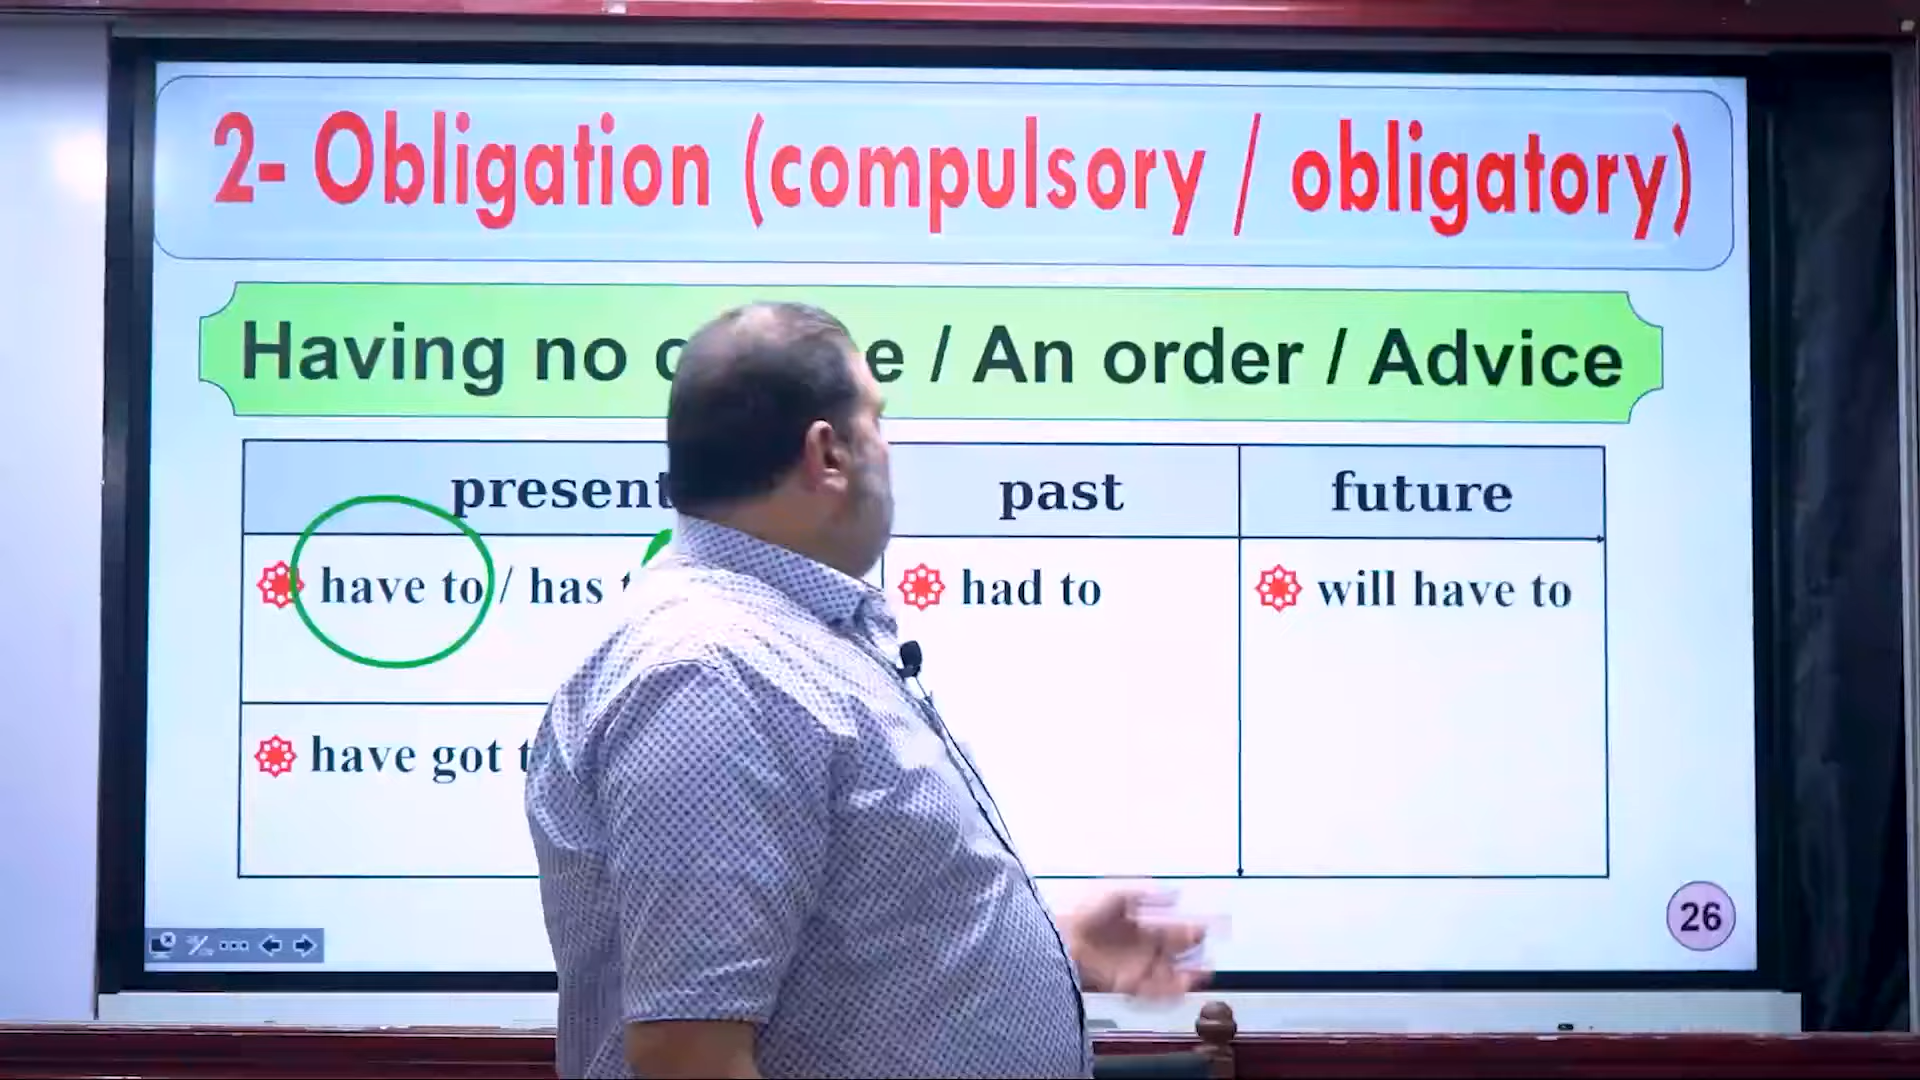 2- Obligation (compulsory / obligatory)
Having no / An order / Advice
present past future
have to / has had to will have to
have got
26